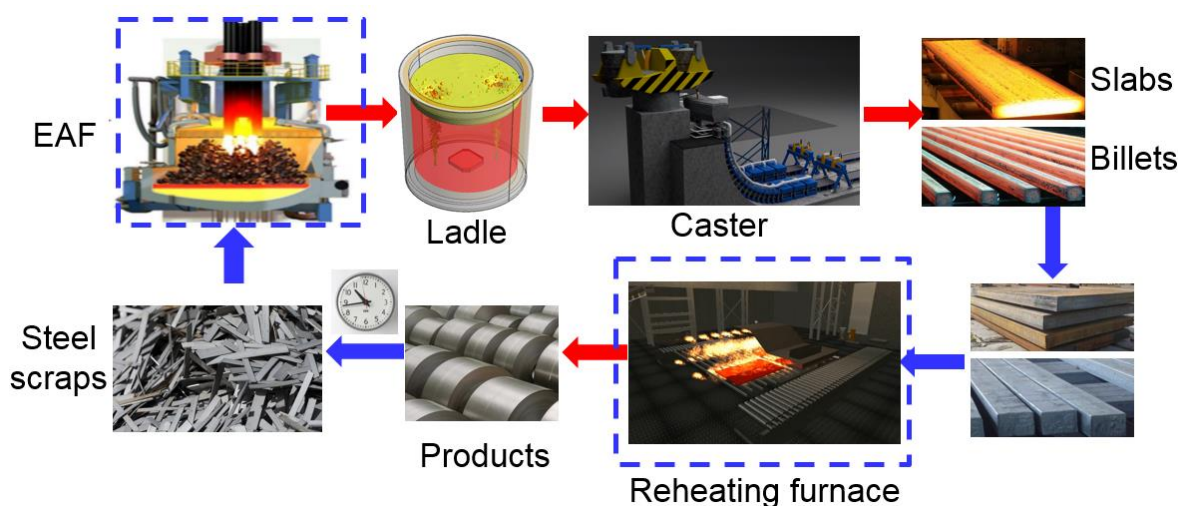 EAF
Ladle
Caster
Slabs
Billets
Steel
scraps
Products
Reheating furnace